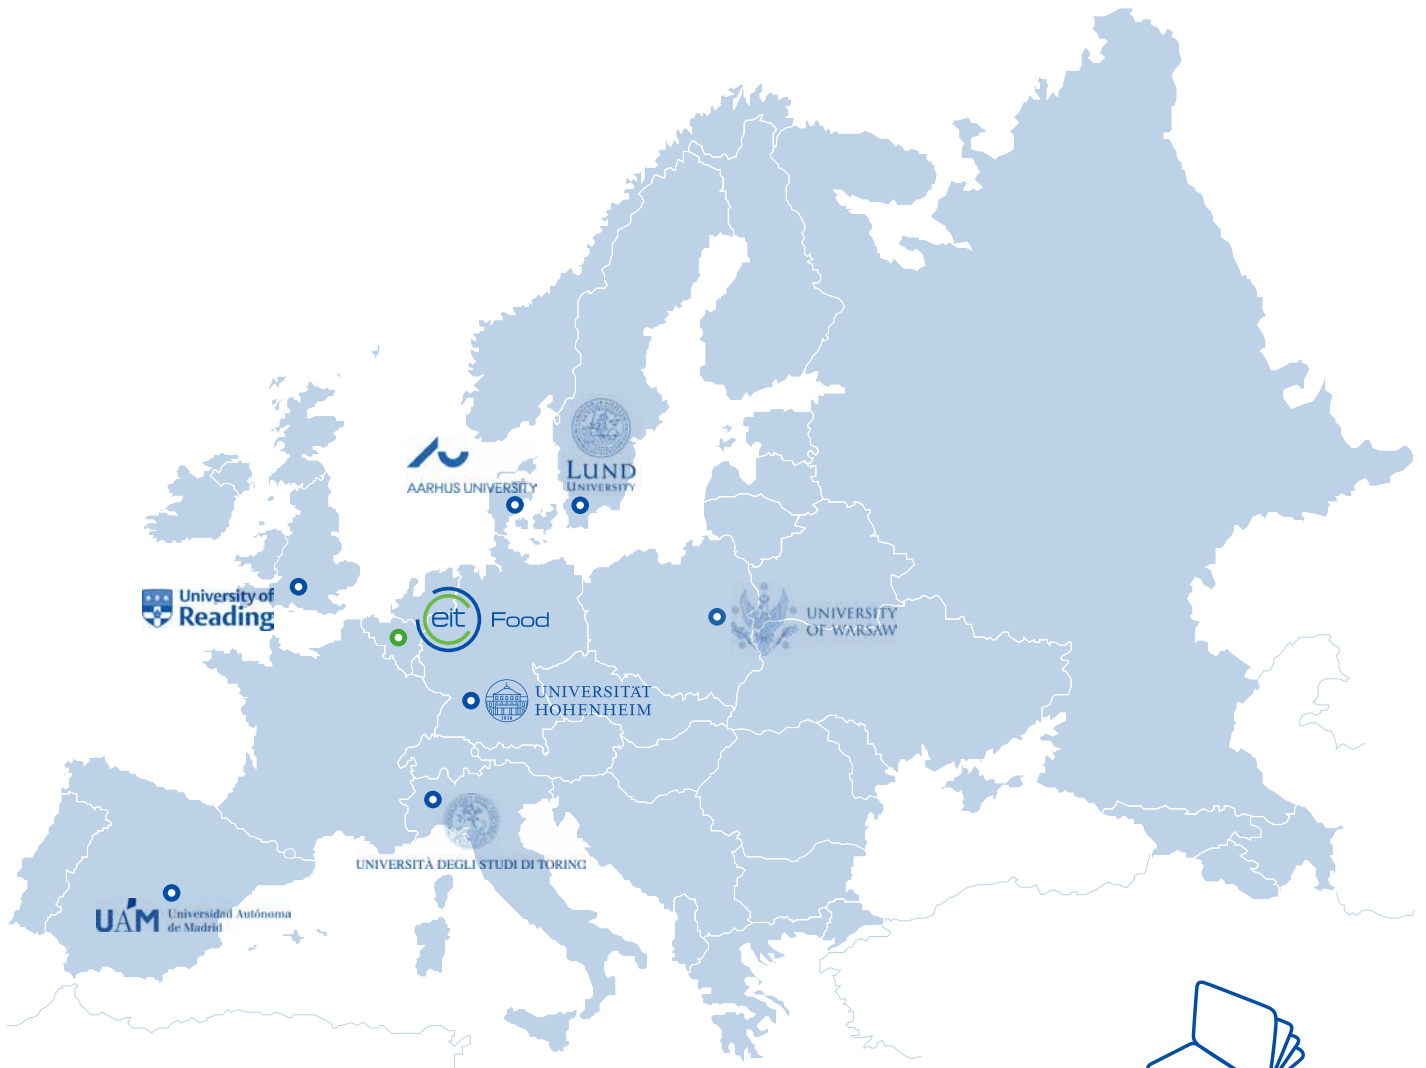 LUND
UNIVERSITY
AARHUS UNIVERSITY
University of
Reading
eit Food
UNIVERSITY
OF WARSAW
UNIVERSITÄT
HOHENHEIM
1818
UNIVERSITÀ DEGLI STUDI DI TORINO
UAM Universidad Autónoma
de Madrid